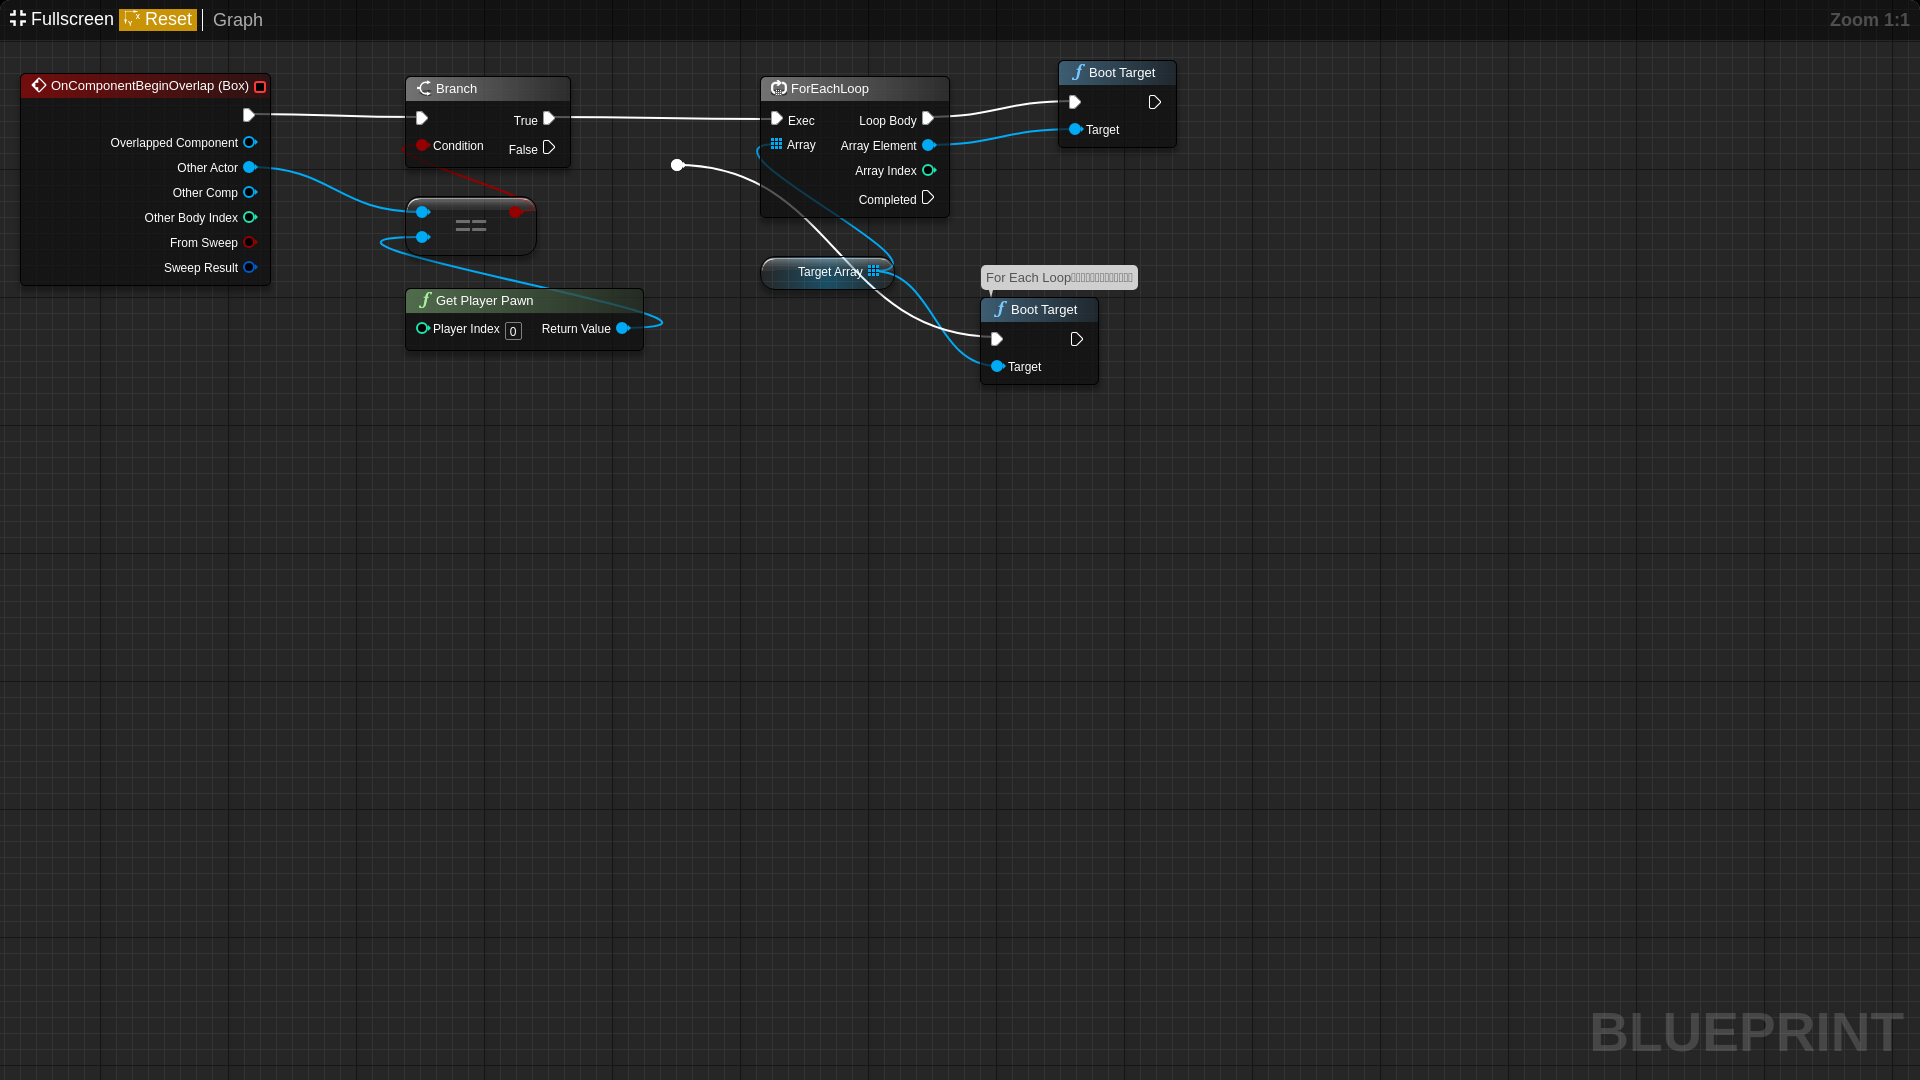 Fullscreen Reset Graph
Zoom 1:1
OnComponentBeginOverlap (Box)
Overlapped Component
Other Actor
Other Comp
Other Body Index
From Sweep
Sweep Result
Branch
True
Condition
False
==
Get Player Pawn
Player Index 0 Return Value
ForEachLoop
Exec Loop Body
Array Array Element
Array Index
Completed
Target Array
Boot Target
Target
For Each Loop
Boot Target
Target
BLUEPRINT